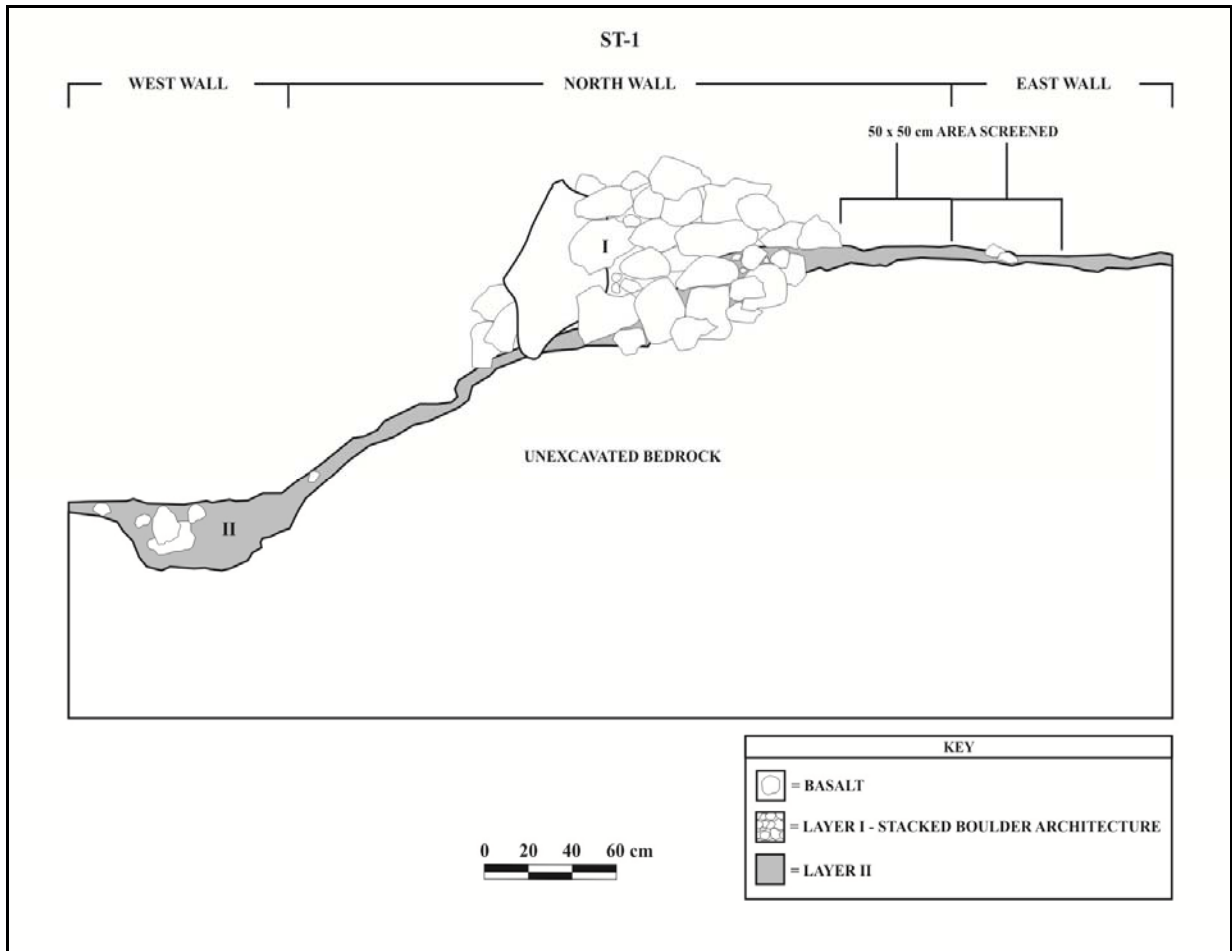 ST-1
WEST WALL
NORTH WALL
EAST WALL
50 x 50 cm AREA SCREENED
I
UNEXCAVATED BEDROCK
II
KEY
= BASALT
= LAYER I - STACKED BOULDER ARCHITECTURE
= LAYER II
0 20 40 60 cm